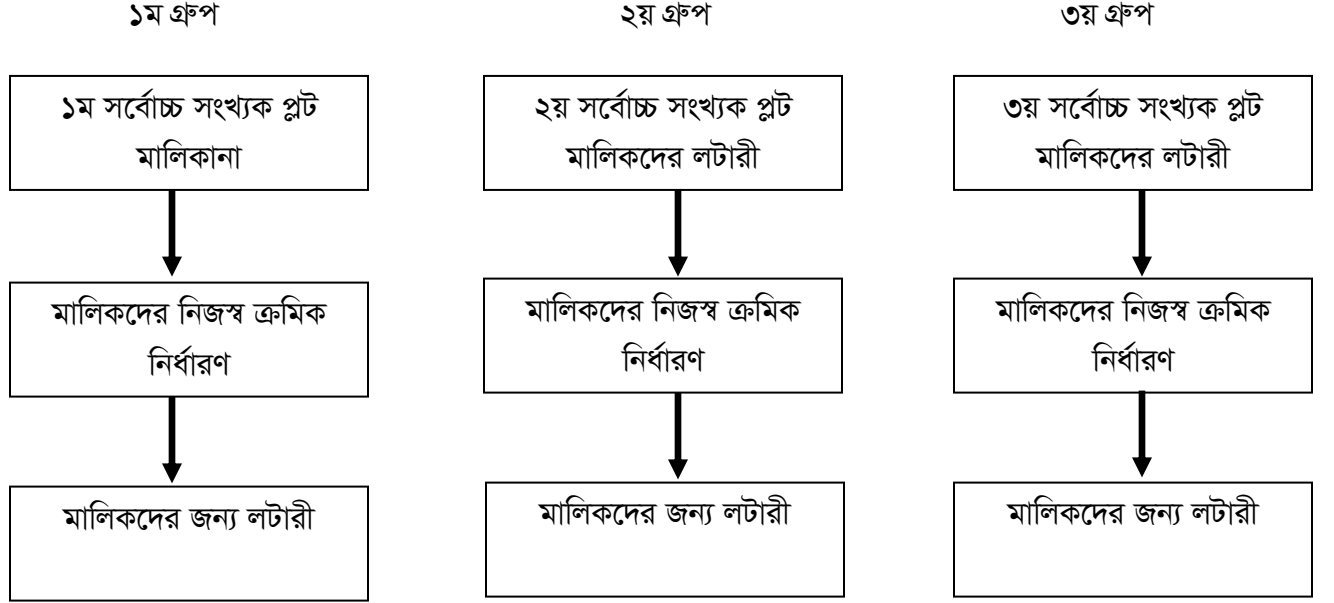 ১ম গ্রুপ
২য় গ্রুপ
৩য় গ্রুপ
১ম সর্বোচ্চ সংখ্যক প্লট
মালিকানা
২য় সর্বোচ্চ সংখ্যক প্লট
মালিকদের লটারী
৩য় সর্বোচ্চ সংখ্যক প্লট
মালিকদের লটারী
মালিকদের নিজস্ব ক্রমিক
নির্ধারণ
মালিকদের নিজস্ব ক্রমিক
নির্ধারণ
মালিকদের নিজস্ব ক্রমিক
নির্ধারণ
মালিকদের জন্য লটারী
মালিকদের জন্য লটারী
মালিকদের জন্য লটারী